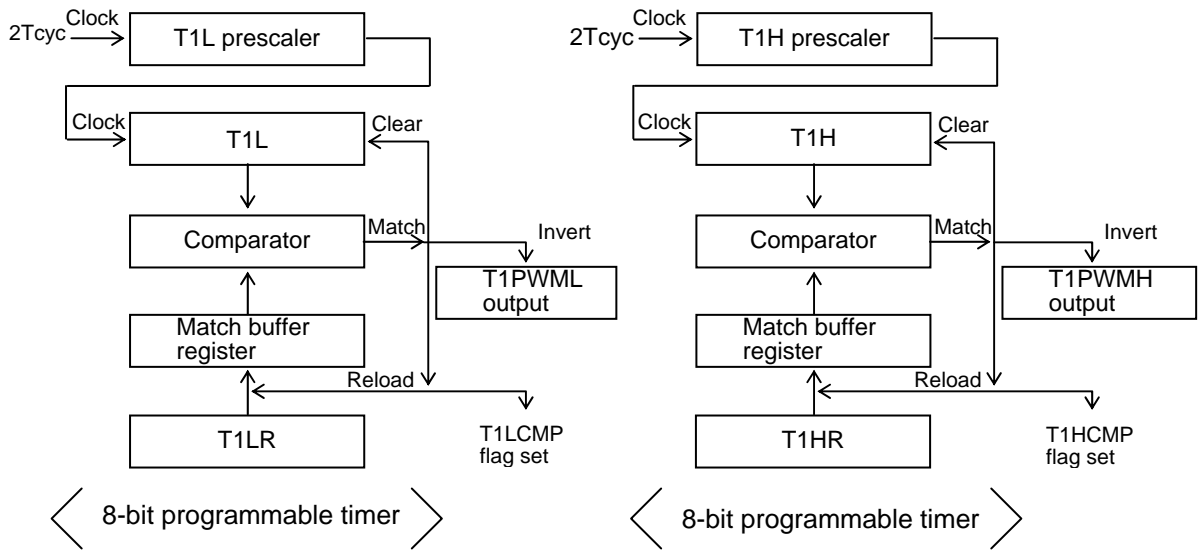 Clock
2Tcyc
T1L prescaler
Clock
T1L
Clear
Comparator
Match
Invert
T1PWML
output
Match buffer
register
Reload
T1LR
T1LCMP
flag set
8-bit programmable timer
Clock
2Tcyc
T1H prescaler
Clock
T1H
Clear
Comparator
Match
Invert
T1PWMH
output
Match buffer
register
Reload
T1HR
T1HCMP
flag set
8-bit programmable timer